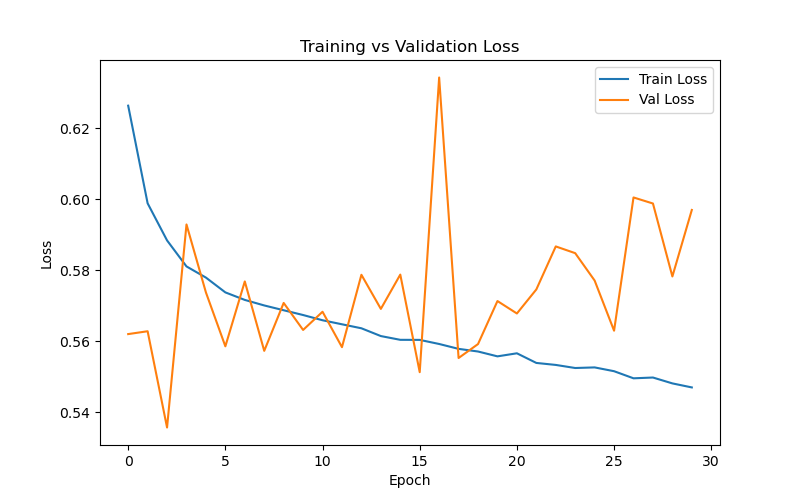 Training vs Validation Loss
Train Loss
Val Loss
0.62
0.60
0.58
0.56
0.54
Loss
0 5 10 15 20 25 30
Epoch